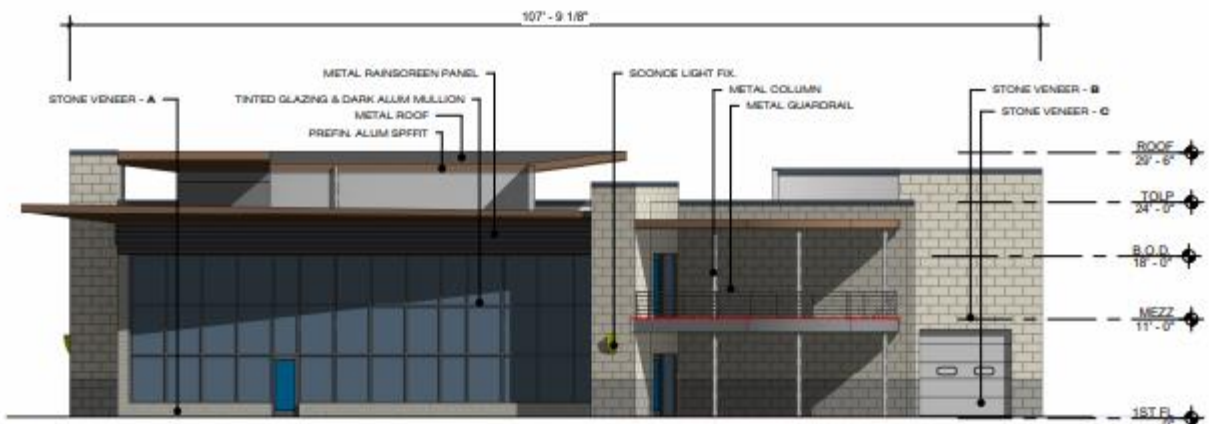 107' - 9 1/8"
METAL RAINSCREEN PANEL
SCONCE LIGHT FIX.
STONE VENEER - A
TINTED GLAZING & DARK ALUM MULLION
METAL COLUMN
STONE VENEER - B
METAL GUARDRAIL
METAL ROOF
STONE VENEER - C
PREFIN. ALUM SPFFIT
ROOF
29' - 6"
TOLP
24' - 0"
B.O.D.
18' - 0"
MEZZ
11' - 0"
1ST FL